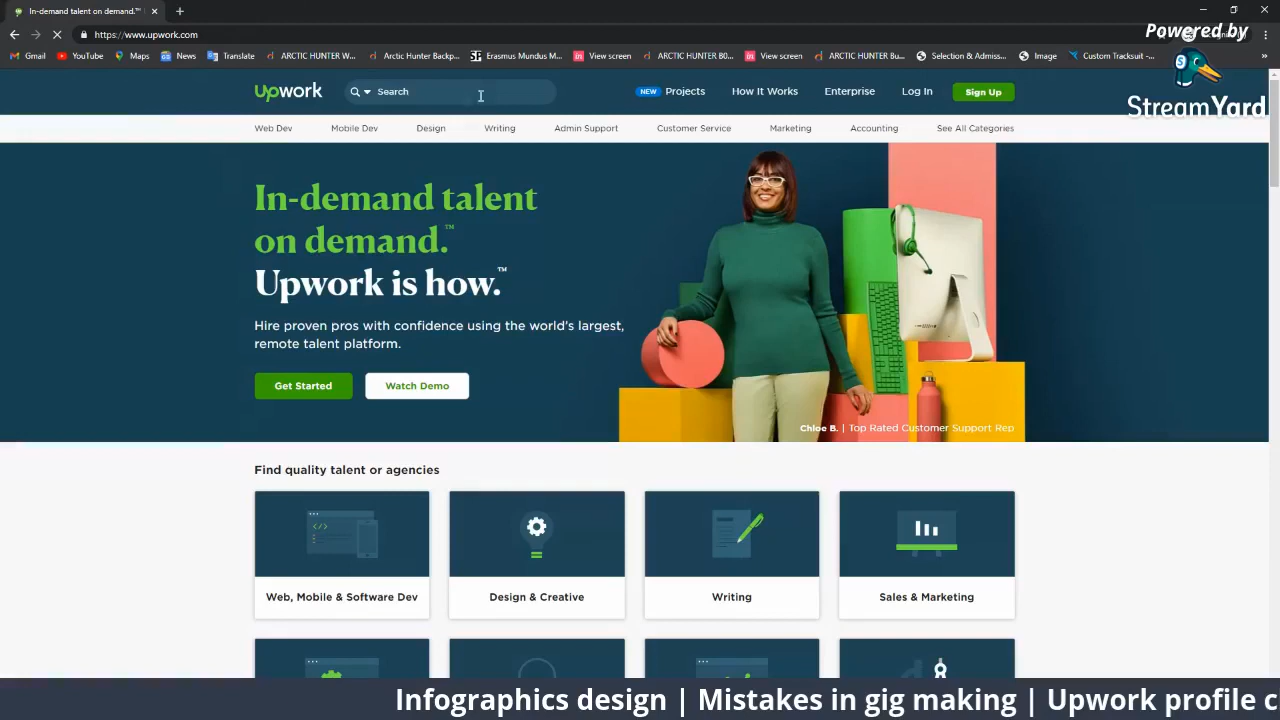 In-demand talent on demand.™
https://www.upwork.com
Powered by
Gmail YouTube Maps News Translate ARCTIC HUNTER W... Arctic Hunter Backp... SF Erasmus Mundus M... in View screen ARCTIC HUNTER B0... in View screen ARCTIC HUNTER Bu... Selection & Admiss... Image Custom Tracksuit -... »
StreamYard
Upwork Search NEW Projects How It Works Enterprise Log In Sign Up
Web Dev Mobile Dev Design Writing Admin Support Customer Service Marketing Accounting See All Categories
In-demand talent
on demand.™
Upwork is how.™
Hire proven pros with confidence using the world's largest,
remote talent platform.
Get Started Watch Demo
Chloe B. | Top Rated Customer Support Rep
Find quality talent or agencies
Web, Mobile & Software Dev Design & Creative Writing Sales & Marketing
Infographics design | Mistakes in gig making | Upwork profile c